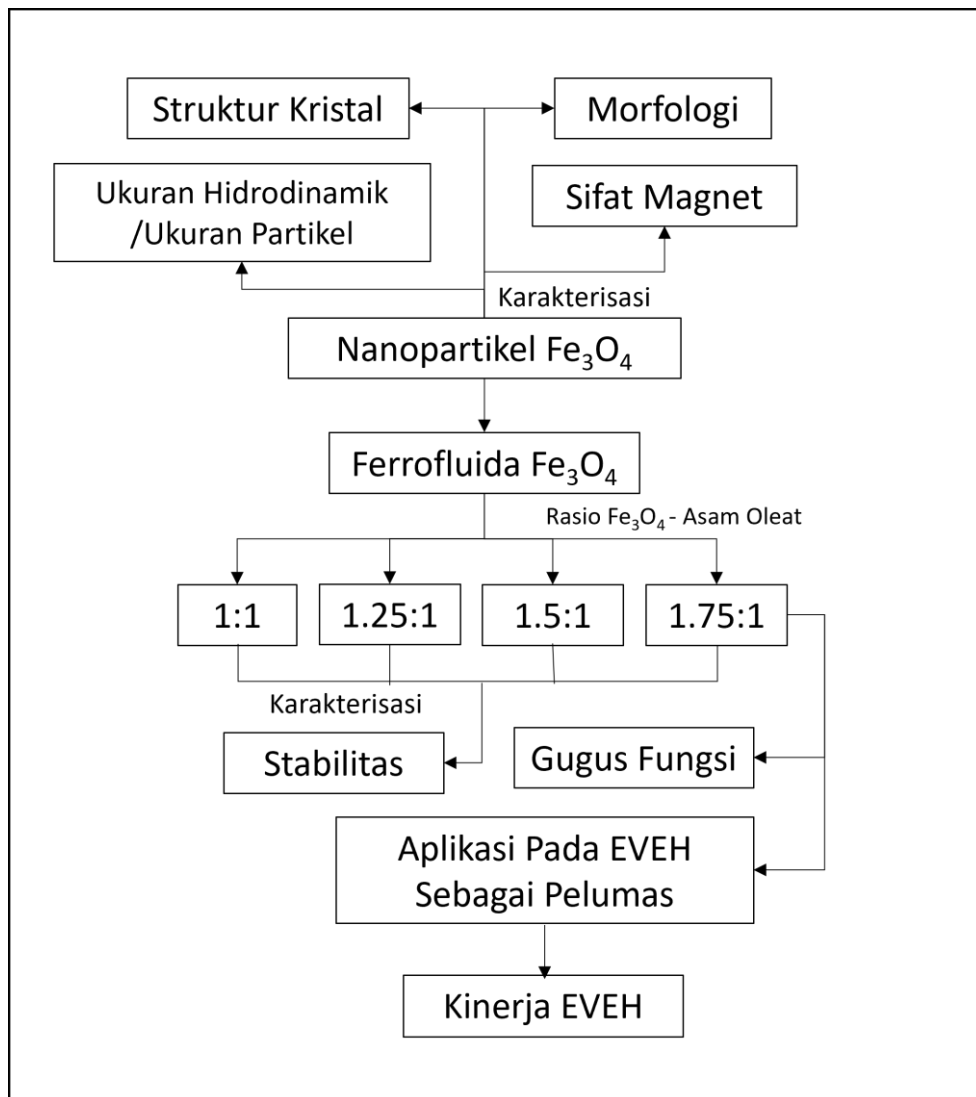 Struktur Kristal
Morfologi
Ukuran Hidrodinamik
/Ukuran Partikel
Sifat Magnet
Karakterisasi
Nanopartikel Fe₃O₄
Ferrofluida Fe₃O₄
Rasio Fe₃O₄ - Asam Oleat
1:1
1.25:1
1.5:1
1.75:1
Karakterisasi
Stabilitas
Gugus Fungsi
Aplikasi Pada EVEH
Sebagai Pelumas
Kinerja EVEH